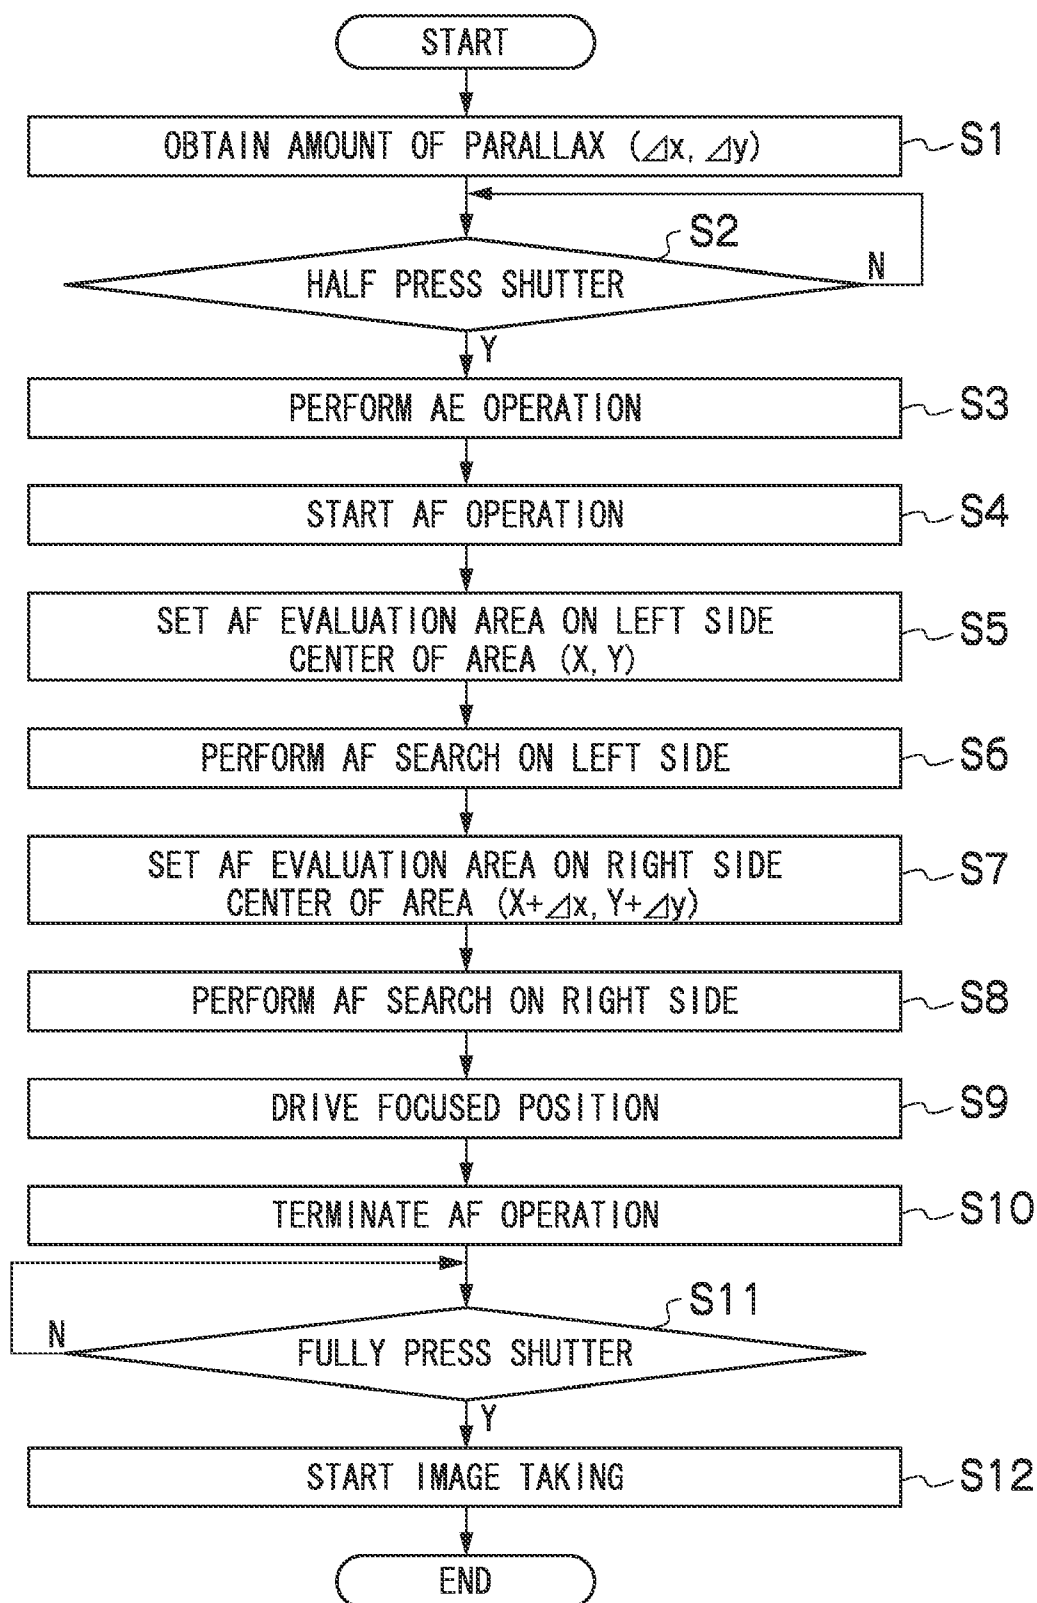 START
OBTAIN AMOUNT OF PARALLAX (⊿x, ⊿y)
S1
S2
HALF PRESS SHUTTER
N
Y
PERFORM AE OPERATION
S3
START AF OPERATION
S4
SET AF EVALUATION AREA ON LEFT SIDE
CENTER OF AREA (X, Y)
S5
PERFORM AF SEARCH ON LEFT SIDE
S6
SET AF EVALUATION AREA ON RIGHT SIDE
CENTER OF AREA (X+⊿x, Y+⊿y)
S7
PERFORM AF SEARCH ON RIGHT SIDE
S8
DRIVE FOCUSED POSITION
S9
TERMINATE AF OPERATION
S10
S11
N
FULLY PRESS SHUTTER
Y
START IMAGE TAKING
S12
END